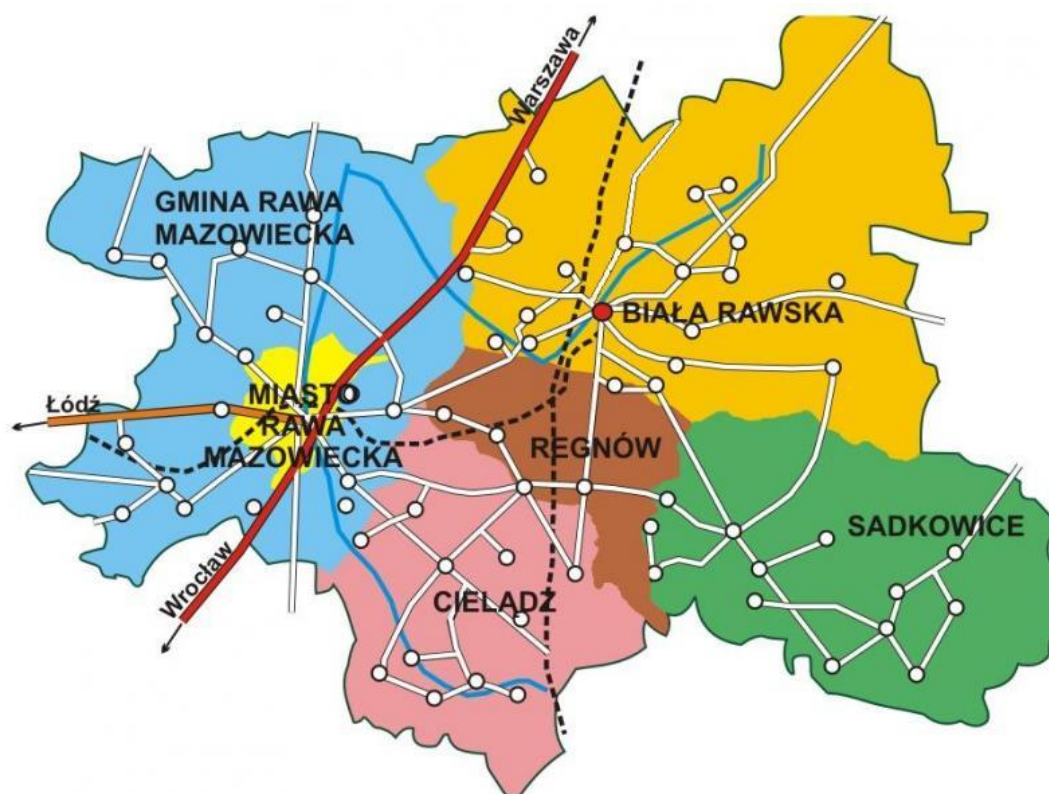 Warszawa
GMINA RAWA
MAZOWIECKA
BIAŁA RAWSKA
Łódź
MIASTO
RAWA
MAZOWIECKA
REGNÓW
SADKOWICE
Wrocław
CIELĄDZ